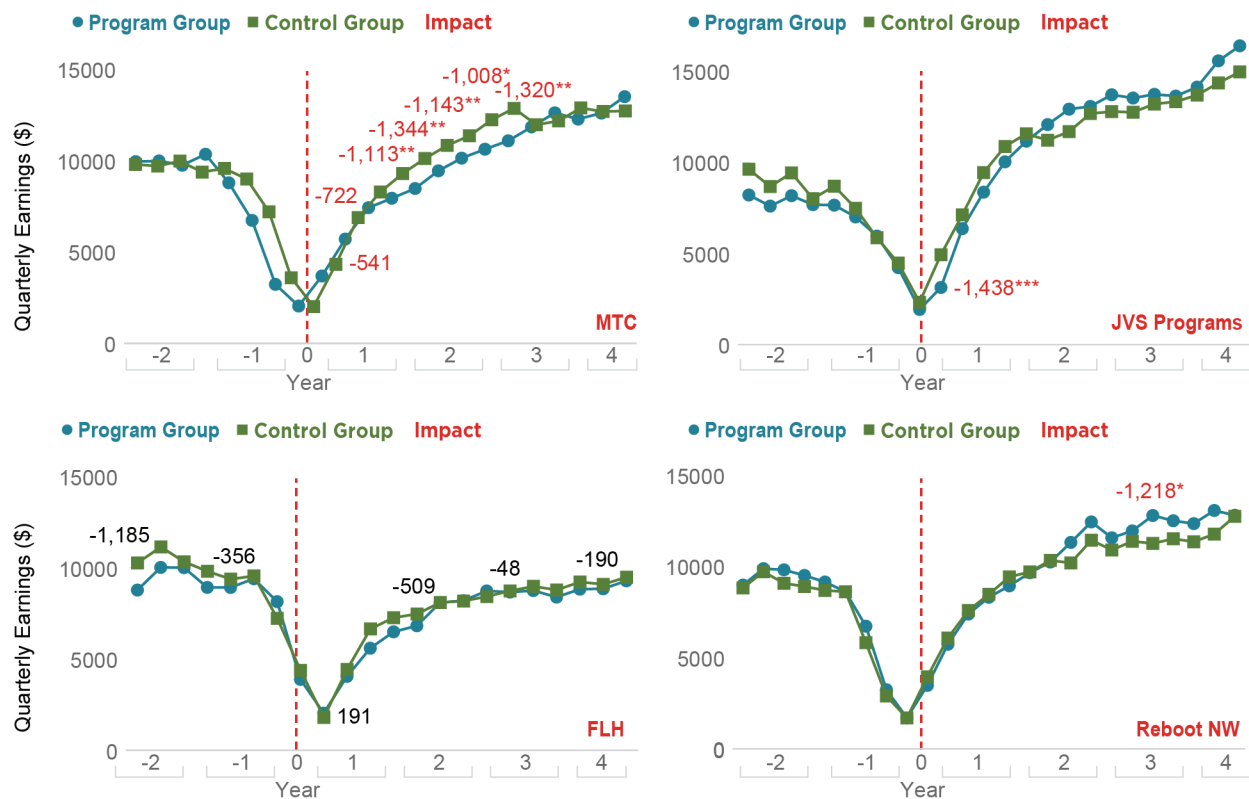 Program Group Control Group Impact
15000
10000
5000
0
Quarterly Earnings ($)
-1,008*
-1,320**
-1,143**
-1,344**
-1,113**
-722
-541
MTC
-2 -1 0 1 2 3 4
Year
Program Group Control Group Impact
15000
10000
5000
0
-1,438***
JVS Programs
-2 -1 0 1 2 3 4
Year
Program Group Control Group Impact
15000
10000
5000
0
Quarterly Earnings ($)
-1,185
-356
-509
-48
-190
191
FLH
-2 -1 0 1 2 3 4
Year
Program Group Control Group Impact
15000
10000
5000
0
-1,218*
Reboot NW
-2 -1 0 1 2 3 4
Year